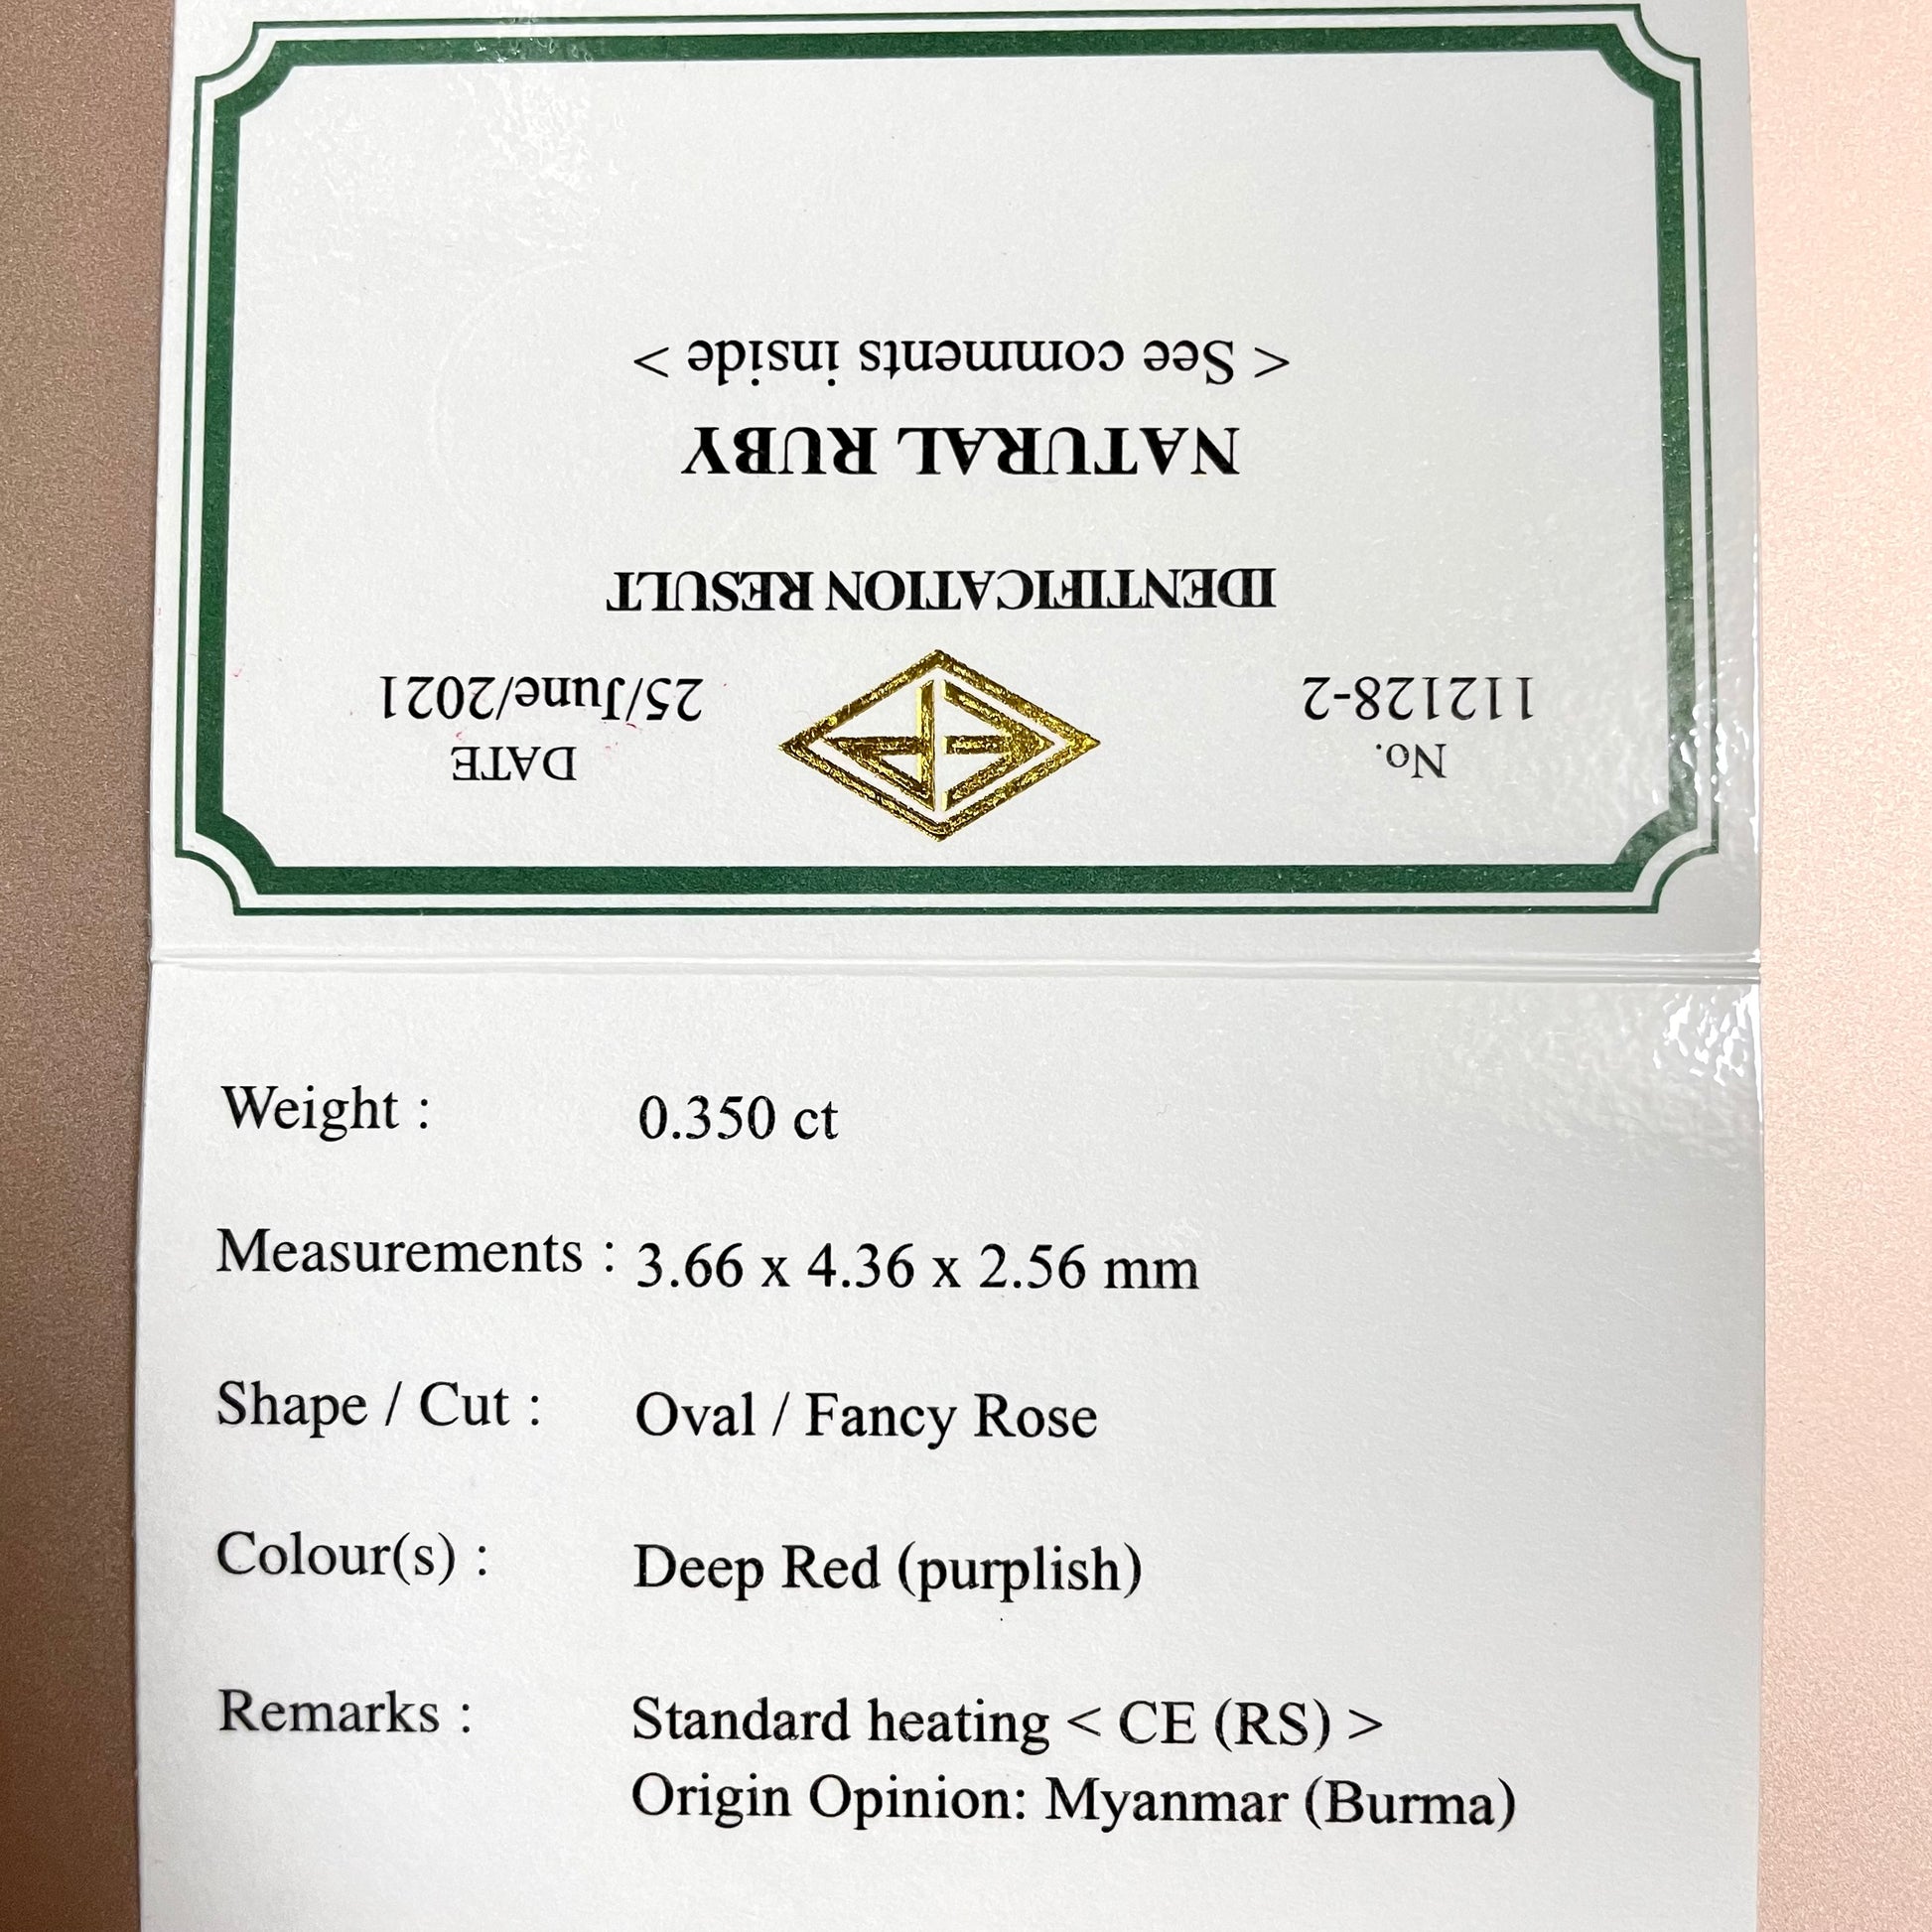 No. DATE
112128-2 25/June/2021
IDENTIFICATION RESULT
NATURAL RUBY
< See comments inside >
Weight : 0.350 ct
Measurements : 3.66 x 4.36 x 2.56 mm
Shape / Cut : Oval / Fancy Rose
Colour(s) : Deep Red (purplish)
Remarks : Standard heating < CE (RS) >
Origin Opinion: Myanmar (Burma)